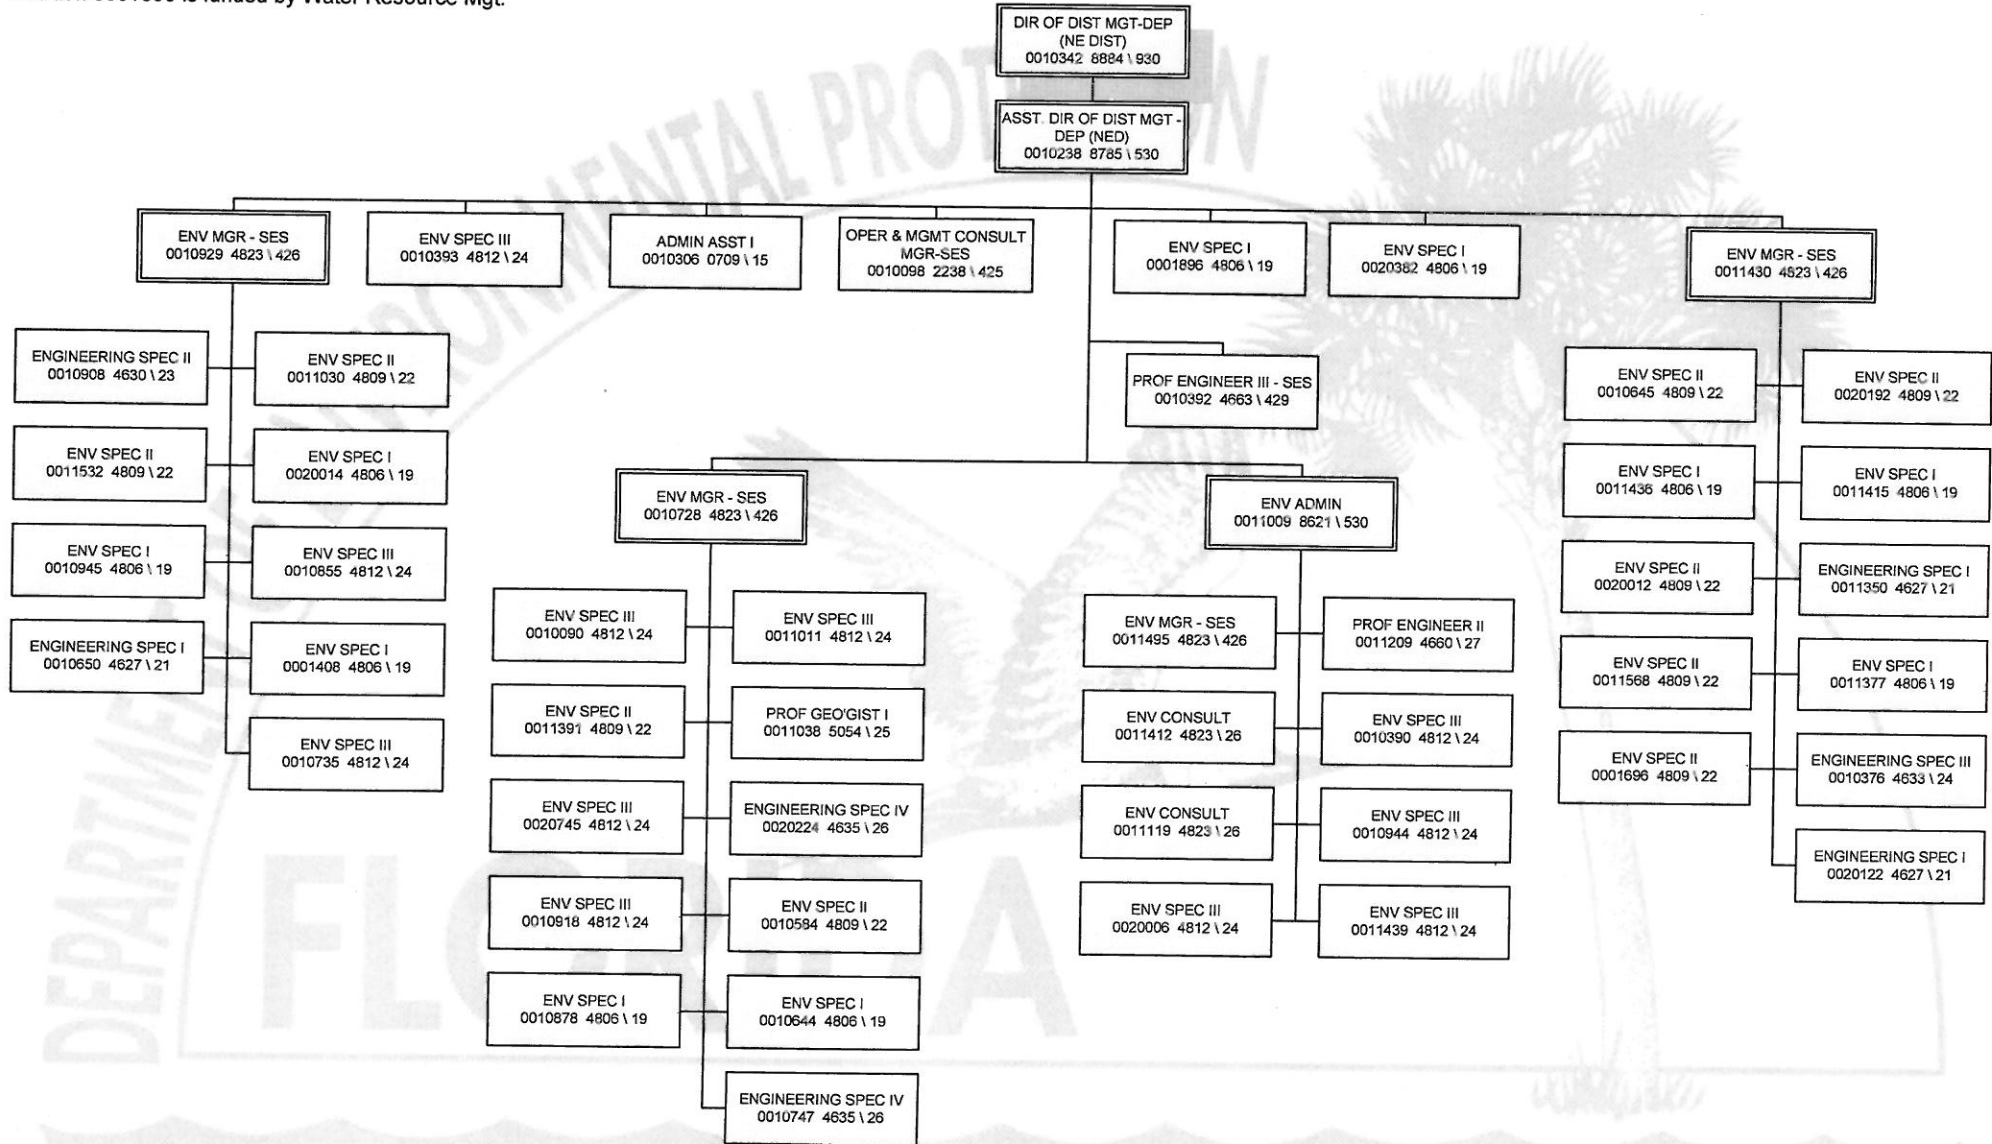 is funded by Water Resource Mgt.
DIR OF DIST MGT-DEP
(NE DIST)
0010342 8884 \ 930
ASST. DIR OF DIST MGT -
DEP (NED)
0010238 8785 \ 530
ENV MGR - SES
0010929 4823 \ 426
ENV SPEC III
0010393 4812 \ 24
ADMIN ASST I
0010306 0709 \ 15
OPER & MGMT CONSULT
MGR-SES
0010098 2238 \ 425
ENV SPEC I
0001896 4806 \ 19
ENV SPEC I
0020382 4806 \ 19
ENV MGR - SES
0011430 4823 \ 426
ENGINEERING SPEC II
0010908 4630 \ 23
ENV SPEC II
0011030 4809 \ 22
ENV SPEC II
0011532 4809 \ 22
ENV SPEC I
0020014 4806 \ 19
ENV SPEC I
0010945 4806 \ 19
ENV SPEC III
0010855 4812 \ 24
ENGINEERING SPEC I
0010650 4627 \ 21
ENV SPEC I
0001408 4806 \ 19
ENV SPEC III
0010735 4812 \ 24
PROF ENGINEER III - SES
0010392 4663 \ 429
ENV MGR - SES
0010728 4823 \ 426
ENV SPEC III
0010090 4812 \ 24
ENV SPEC III
0011011 4812 \ 24
ENV SPEC II
0011391 4809 \ 22
PROF GEO'GIST I
0011038 5054 \ 25
ENV SPEC III
0020745 4812 \ 24
ENGINEERING SPEC IV
0020224 4635 \ 26
ENV SPEC III
0010918 4812 \ 24
ENV SPEC II
0010584 4809 \ 22
ENV SPEC I
0010878 4806 \ 19
ENV SPEC I
0010644 4806 \ 19
ENGINEERING SPEC IV
0010747 4635 \ 26
ENV ADMIN
0011009 8621 \ 530
ENV MGR - SES
0011495 4823 \ 426
PROF ENGINEER II
0011209 4660 \ 27
ENV CONSULT
0011412 4823 \ 26
ENV SPEC III
0010390 4812 \ 24
ENV CONSULT
0011119 4823 \ 26
ENV SPEC III
0010944 4812 \ 24
ENV SPEC III
0020006 4812 \ 24
ENV SPEC III
0011439 4812 \ 24
ENV SPEC II
0010645 4809 \ 22
ENV SPEC II
0020192 4809 \ 22
ENV SPEC I
0011436 4806 \ 19
ENV SPEC I
0011415 4806 \ 19
ENV SPEC II
0020012 4809 \ 22
ENGINEERING SPEC I
0011350 4627 \ 21
ENV SPEC II
0011568 4809 \ 22
ENV SPEC I
0011377 4806 \ 19
ENV SPEC II
0001696 4809 \ 22
ENGINEERING SPEC III
0010376 4633 \ 24
ENGINEERING SPEC I
0020122 4627 \ 21
DEPARTMENT OF ENVIRONMENTAL PROTECTION
FLORIDA